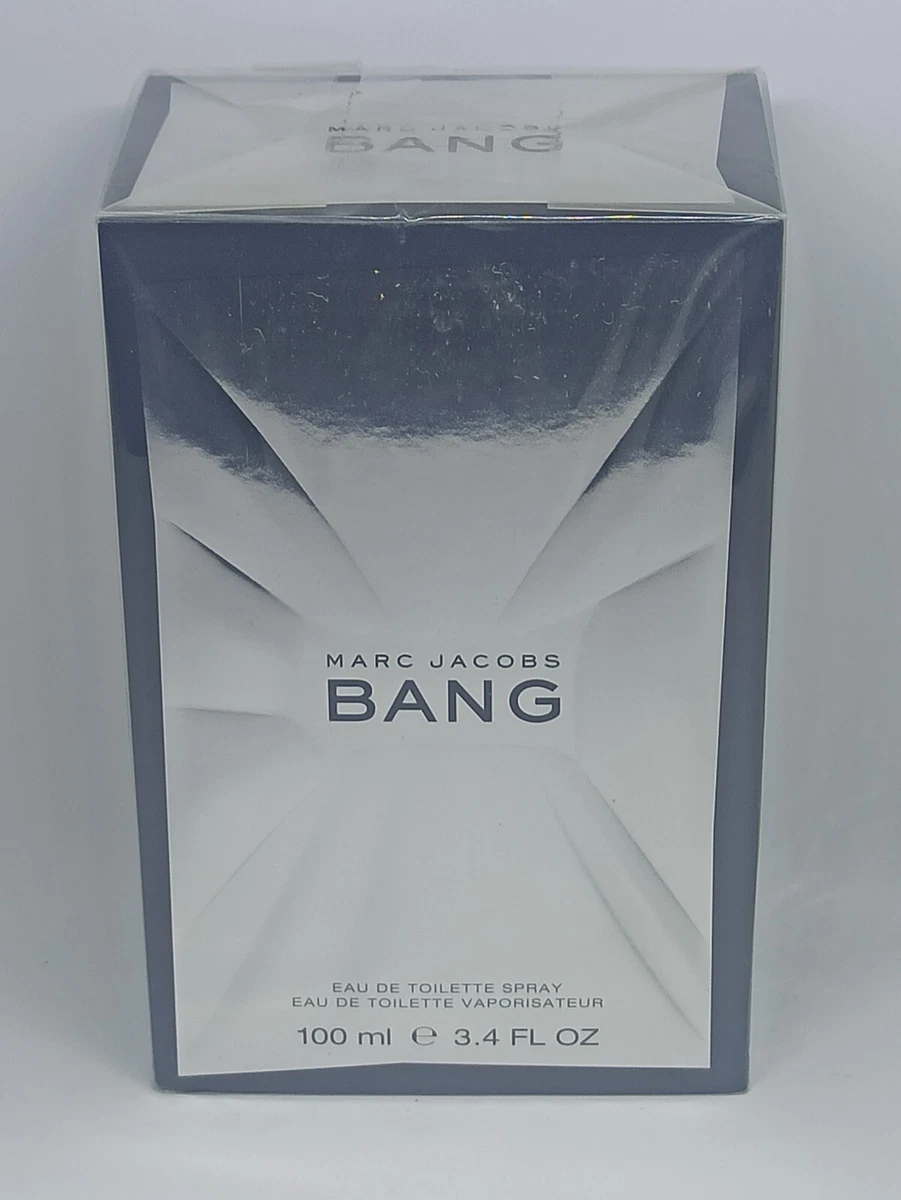 MARC JACOBS
BANG
MARC JACOBS
BANG
EAU DE TOILETTE SPRAY
EAU DE TOILETTE VAPORISATEUR
100 ml ℮ 3.4 FL OZ